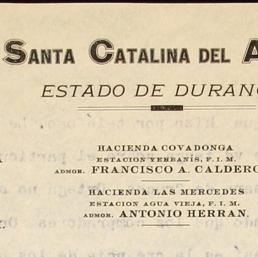 SANTA CATALINA DEL A
ESTADO DE DURANG
HACIENDA COVADONGA
ESTACION YERBANÍS, F. I. M.
ADMOR. FRANCISCO A. CALDERO
HACIENDA LAS MERCEDES
ESTACION AGUA VIEJA, F. I. M.
ADMOR. ANTONIO HERRAN.